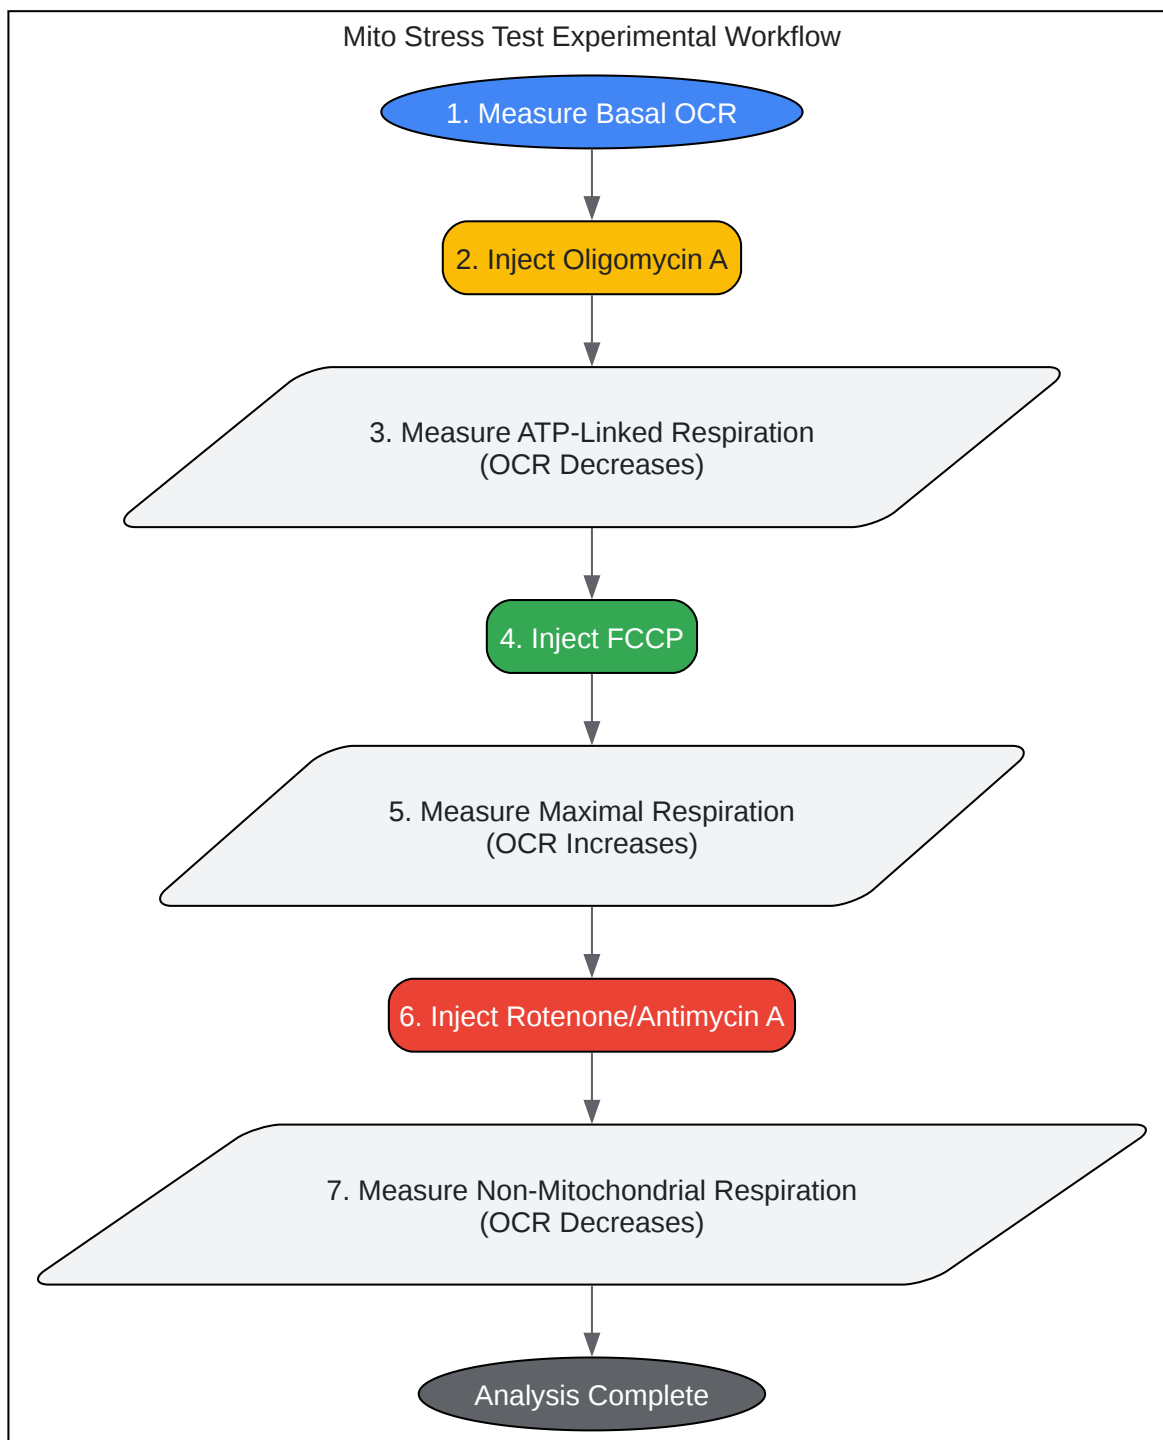 Mito Stress Test Experimental Workflow
1. Measure Basal OCR
2. Inject Oligomycin A
3. Measure ATP-Linked Respiration
(OCR Decreases)
4. Inject FCCP
5. Measure Maximal Respiration
(OCR Increases)
6. Inject Rotenone/Antimycin A
7. Measure Non-Mitochondrial Respiration
(OCR Decreases)
Analysis Complete